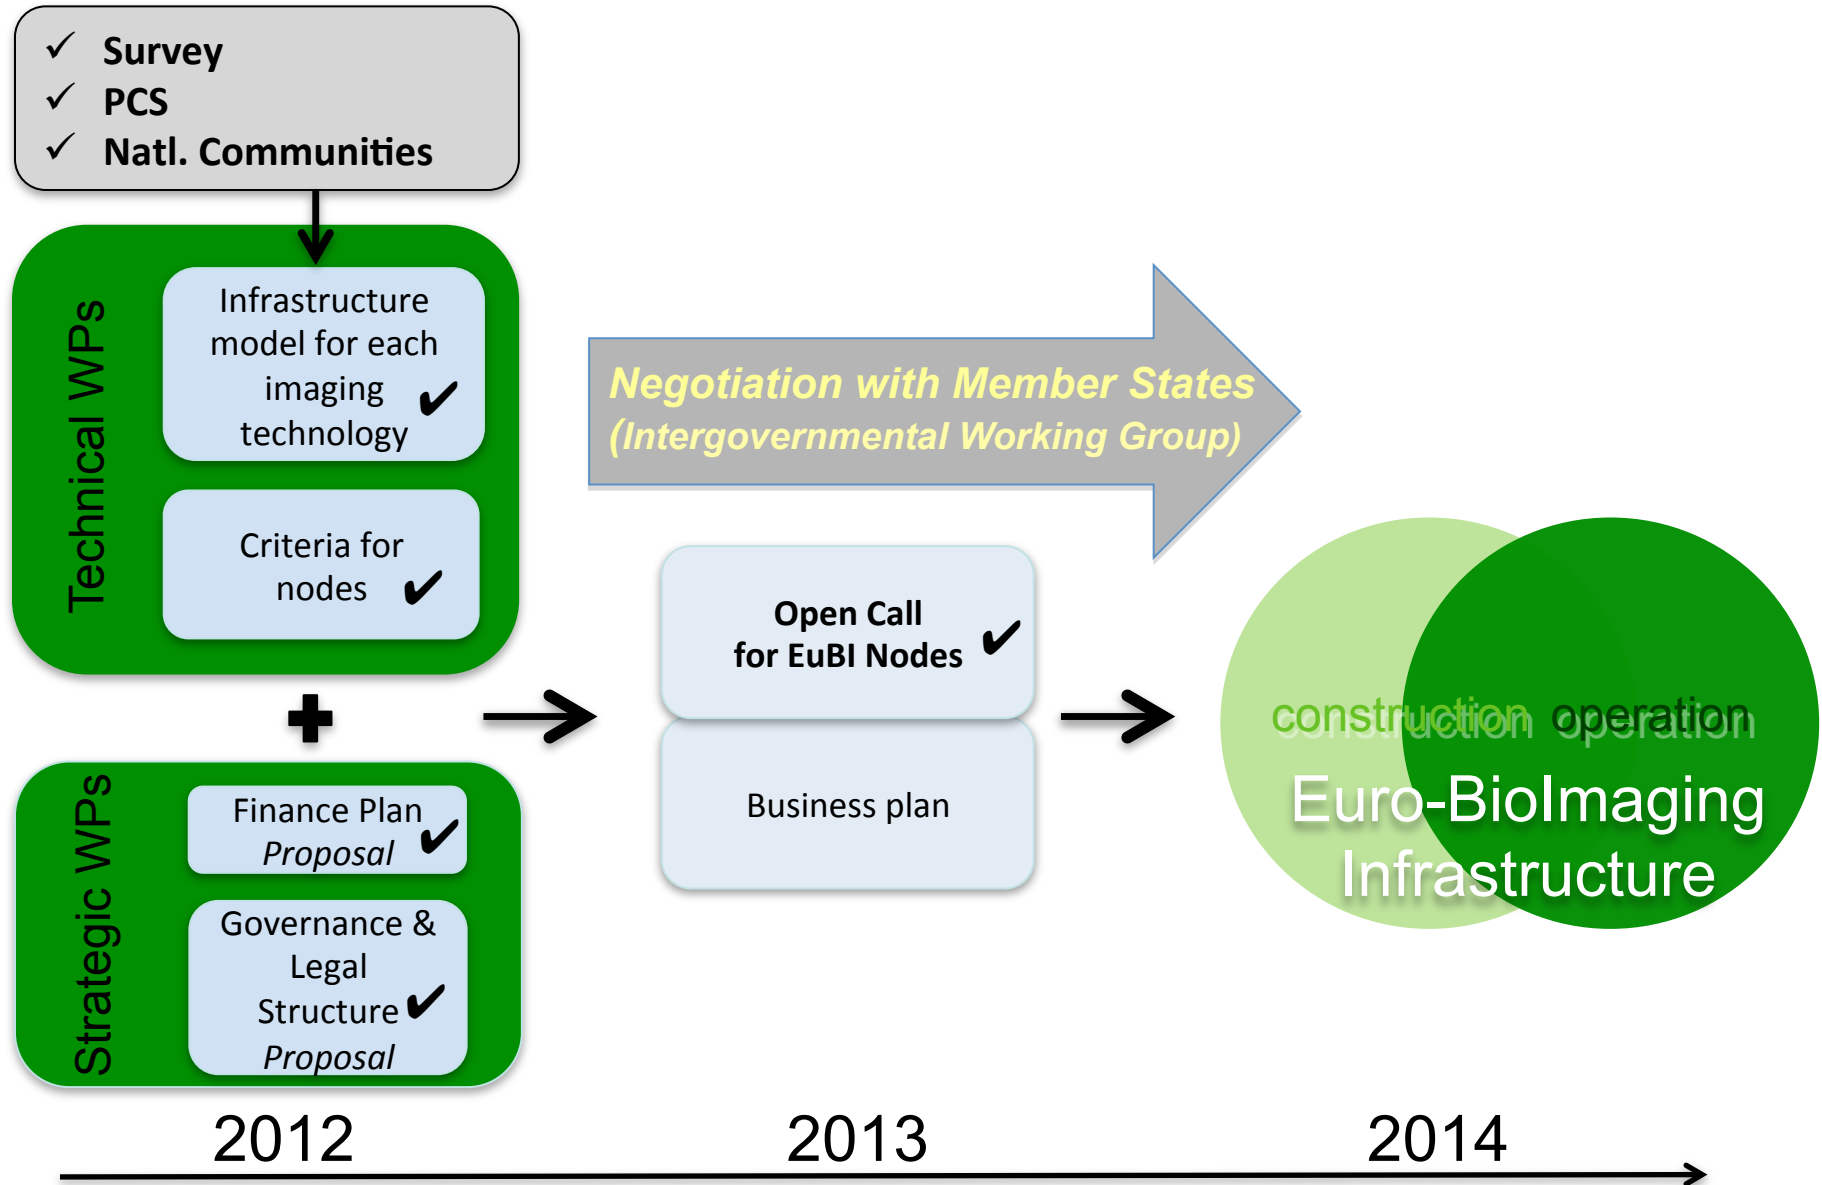 ✓ Survey
✓ PCS
✓ Natl. Communities
Technical WPs
Infrastructure
model for each
imaging
technology ✔
Criteria for
nodes ✔
Strategic WPs
Finance Plan
Proposal ✔
Governance &
Legal
Structure ✔
Proposal
Negotiation with Member States
(Intergovernmental Working Group)
Open Call
for EuBI Nodes ✔
Business plan
construction operation
Euro-BioImaging
Infrastructure
2012 2013 2014